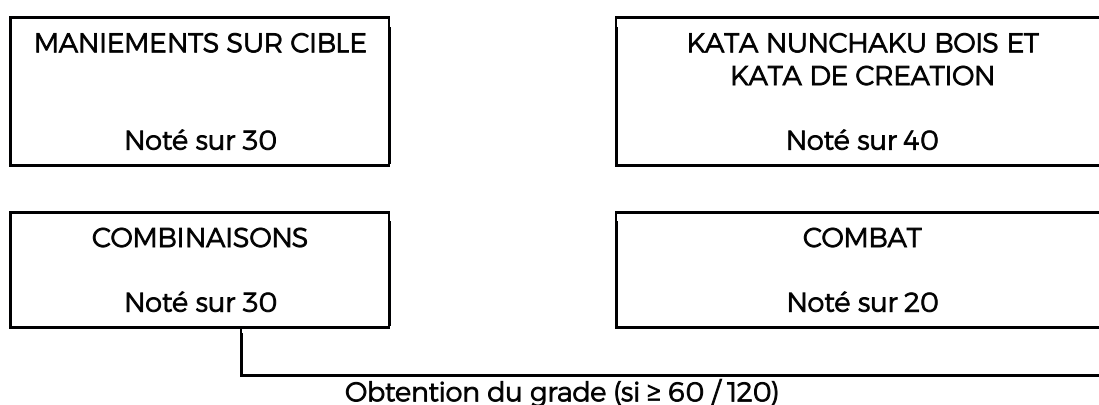 MANIEMENTS SUR CIBLE
Noté sur 30
KATA NUNCHAKU BOIS ET
KATA DE CREATION
Noté sur 40
COMBINAISONS
Noté sur 30
COMBAT
Noté sur 20
Obtention du grade (si ≥ 60 / 120)